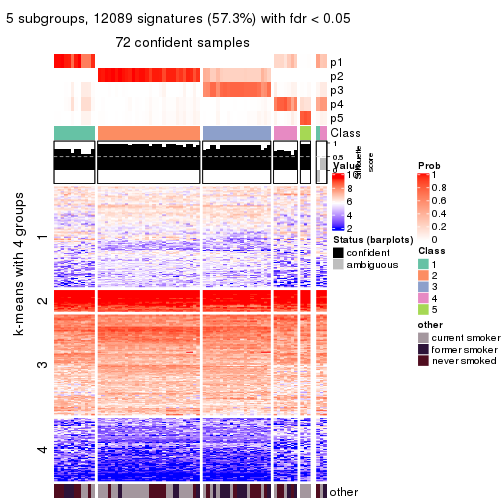 5 subgroups, 12089 signatures (57.3%) with fdr < 0.05
72 confident samples
p1
p2
p3
p4
p5
Class
1
0.5
0
Silhouette
score
k-means with 4 groups
1
2
3
4
other
Value
10
8
6
4
2
Status (barplots)
confident
ambiguous
Prob
1
0.8
0.6
0.4
0.2
0
Class
1
2
3
4
5
other
current smoker
former smoker
never smoked